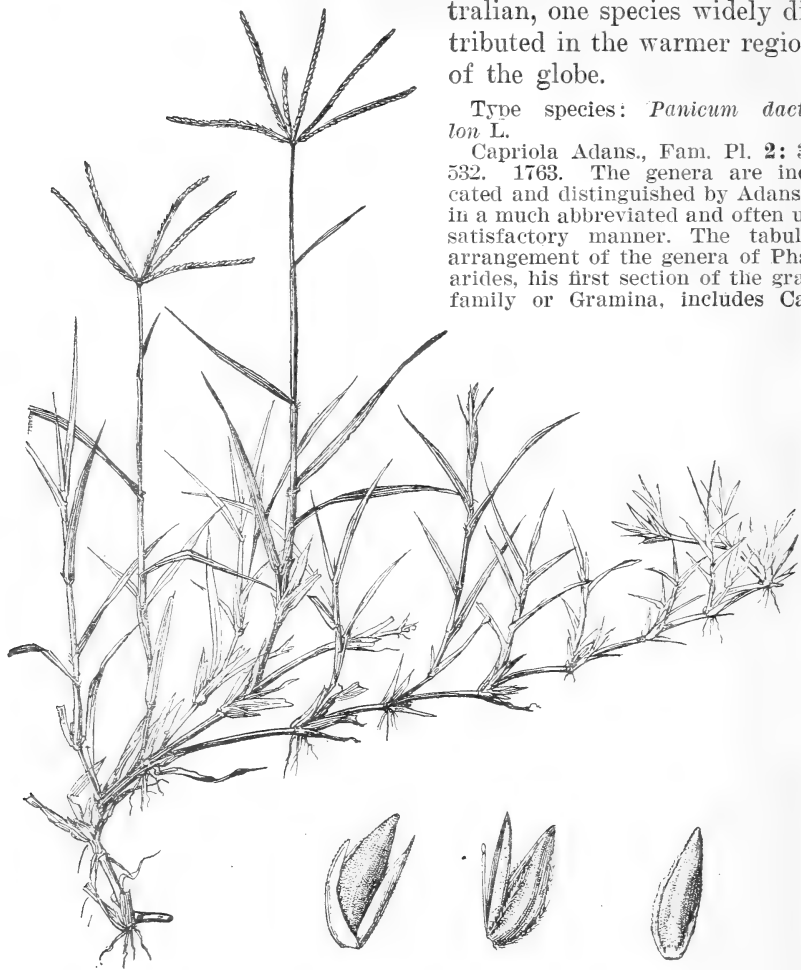 tralian, one species widely di
tributed in the warmer regio
of the globe.
Type species: Panicum dact
lon L.
Capriola Adans., Fam. Pl. 2: 3
532. 1763. The genera are ind
cated and distinguished by Adans
in a much abbreviated and often u
satisfactory manner. The tabul
arrangement of the genera of Pha
arides, his first section of the gra
family or Gramina, includes Ca